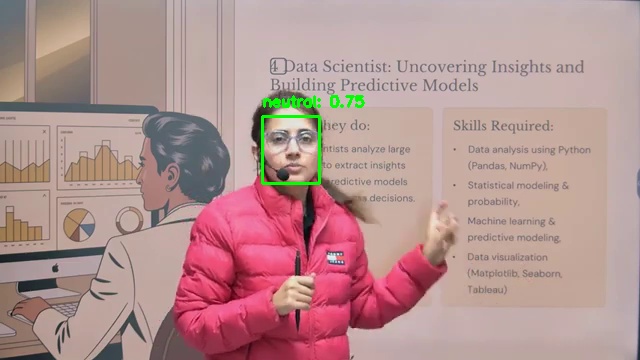 4 Data Scientist: Uncovering Insights and
Building Predictive Models
neutral: 0.75
they do:
ntists analyze large
to extract insights
predictive models
decisions.
Skills Required:
• Data analysis using Python
(Pandas, NumPy),
• Statistical modeling &
probability,
Machine learning &
predictive modeling,
• Data visualization
(Matplotlib, Seaborn,
Tableau)